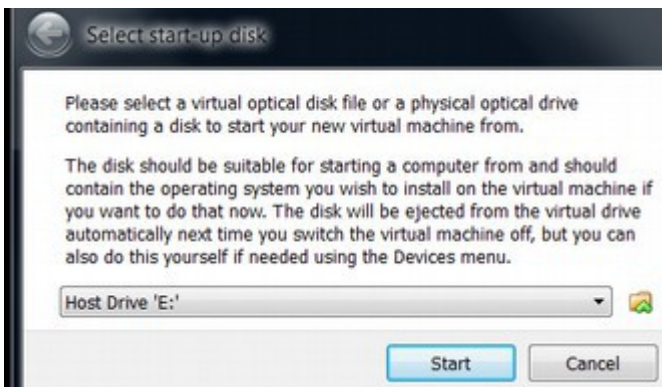 Select start-up disk
Please select a virtual optical disk file or a physical optical drive
containing a disk to start your new virtual machine from.
The disk should be suitable for starting a computer from and should
contain the operating system you wish to install on the virtual machine if
you want to do that now. The disk will be ejected from the virtual drive
automatically next time you switch the virtual machine off, but you can
also do this yourself if needed using the Devices menu.
Host Drive 'E:'
Start
Cancel